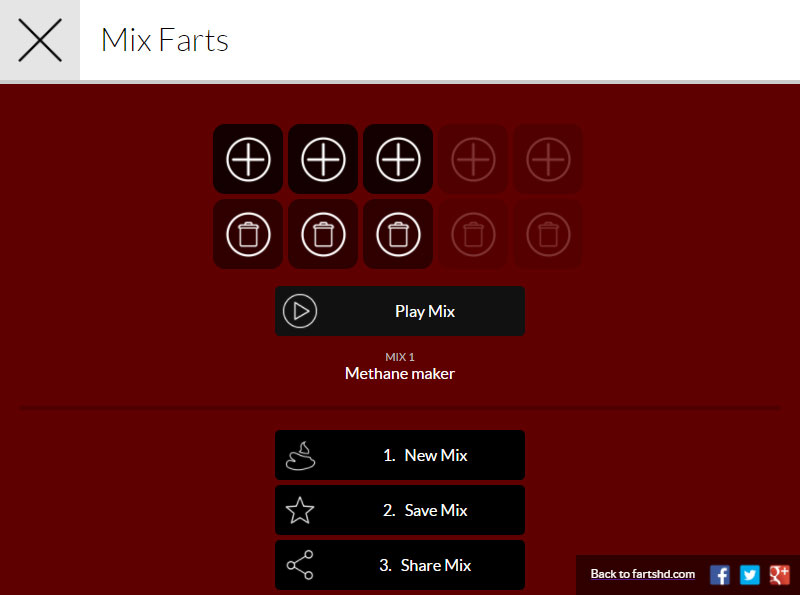 Mix Farts
Play Mix
MIX 1
Methane maker
1. New Mix
2. Save Mix
3. Share Mix
Back to fartshd.com